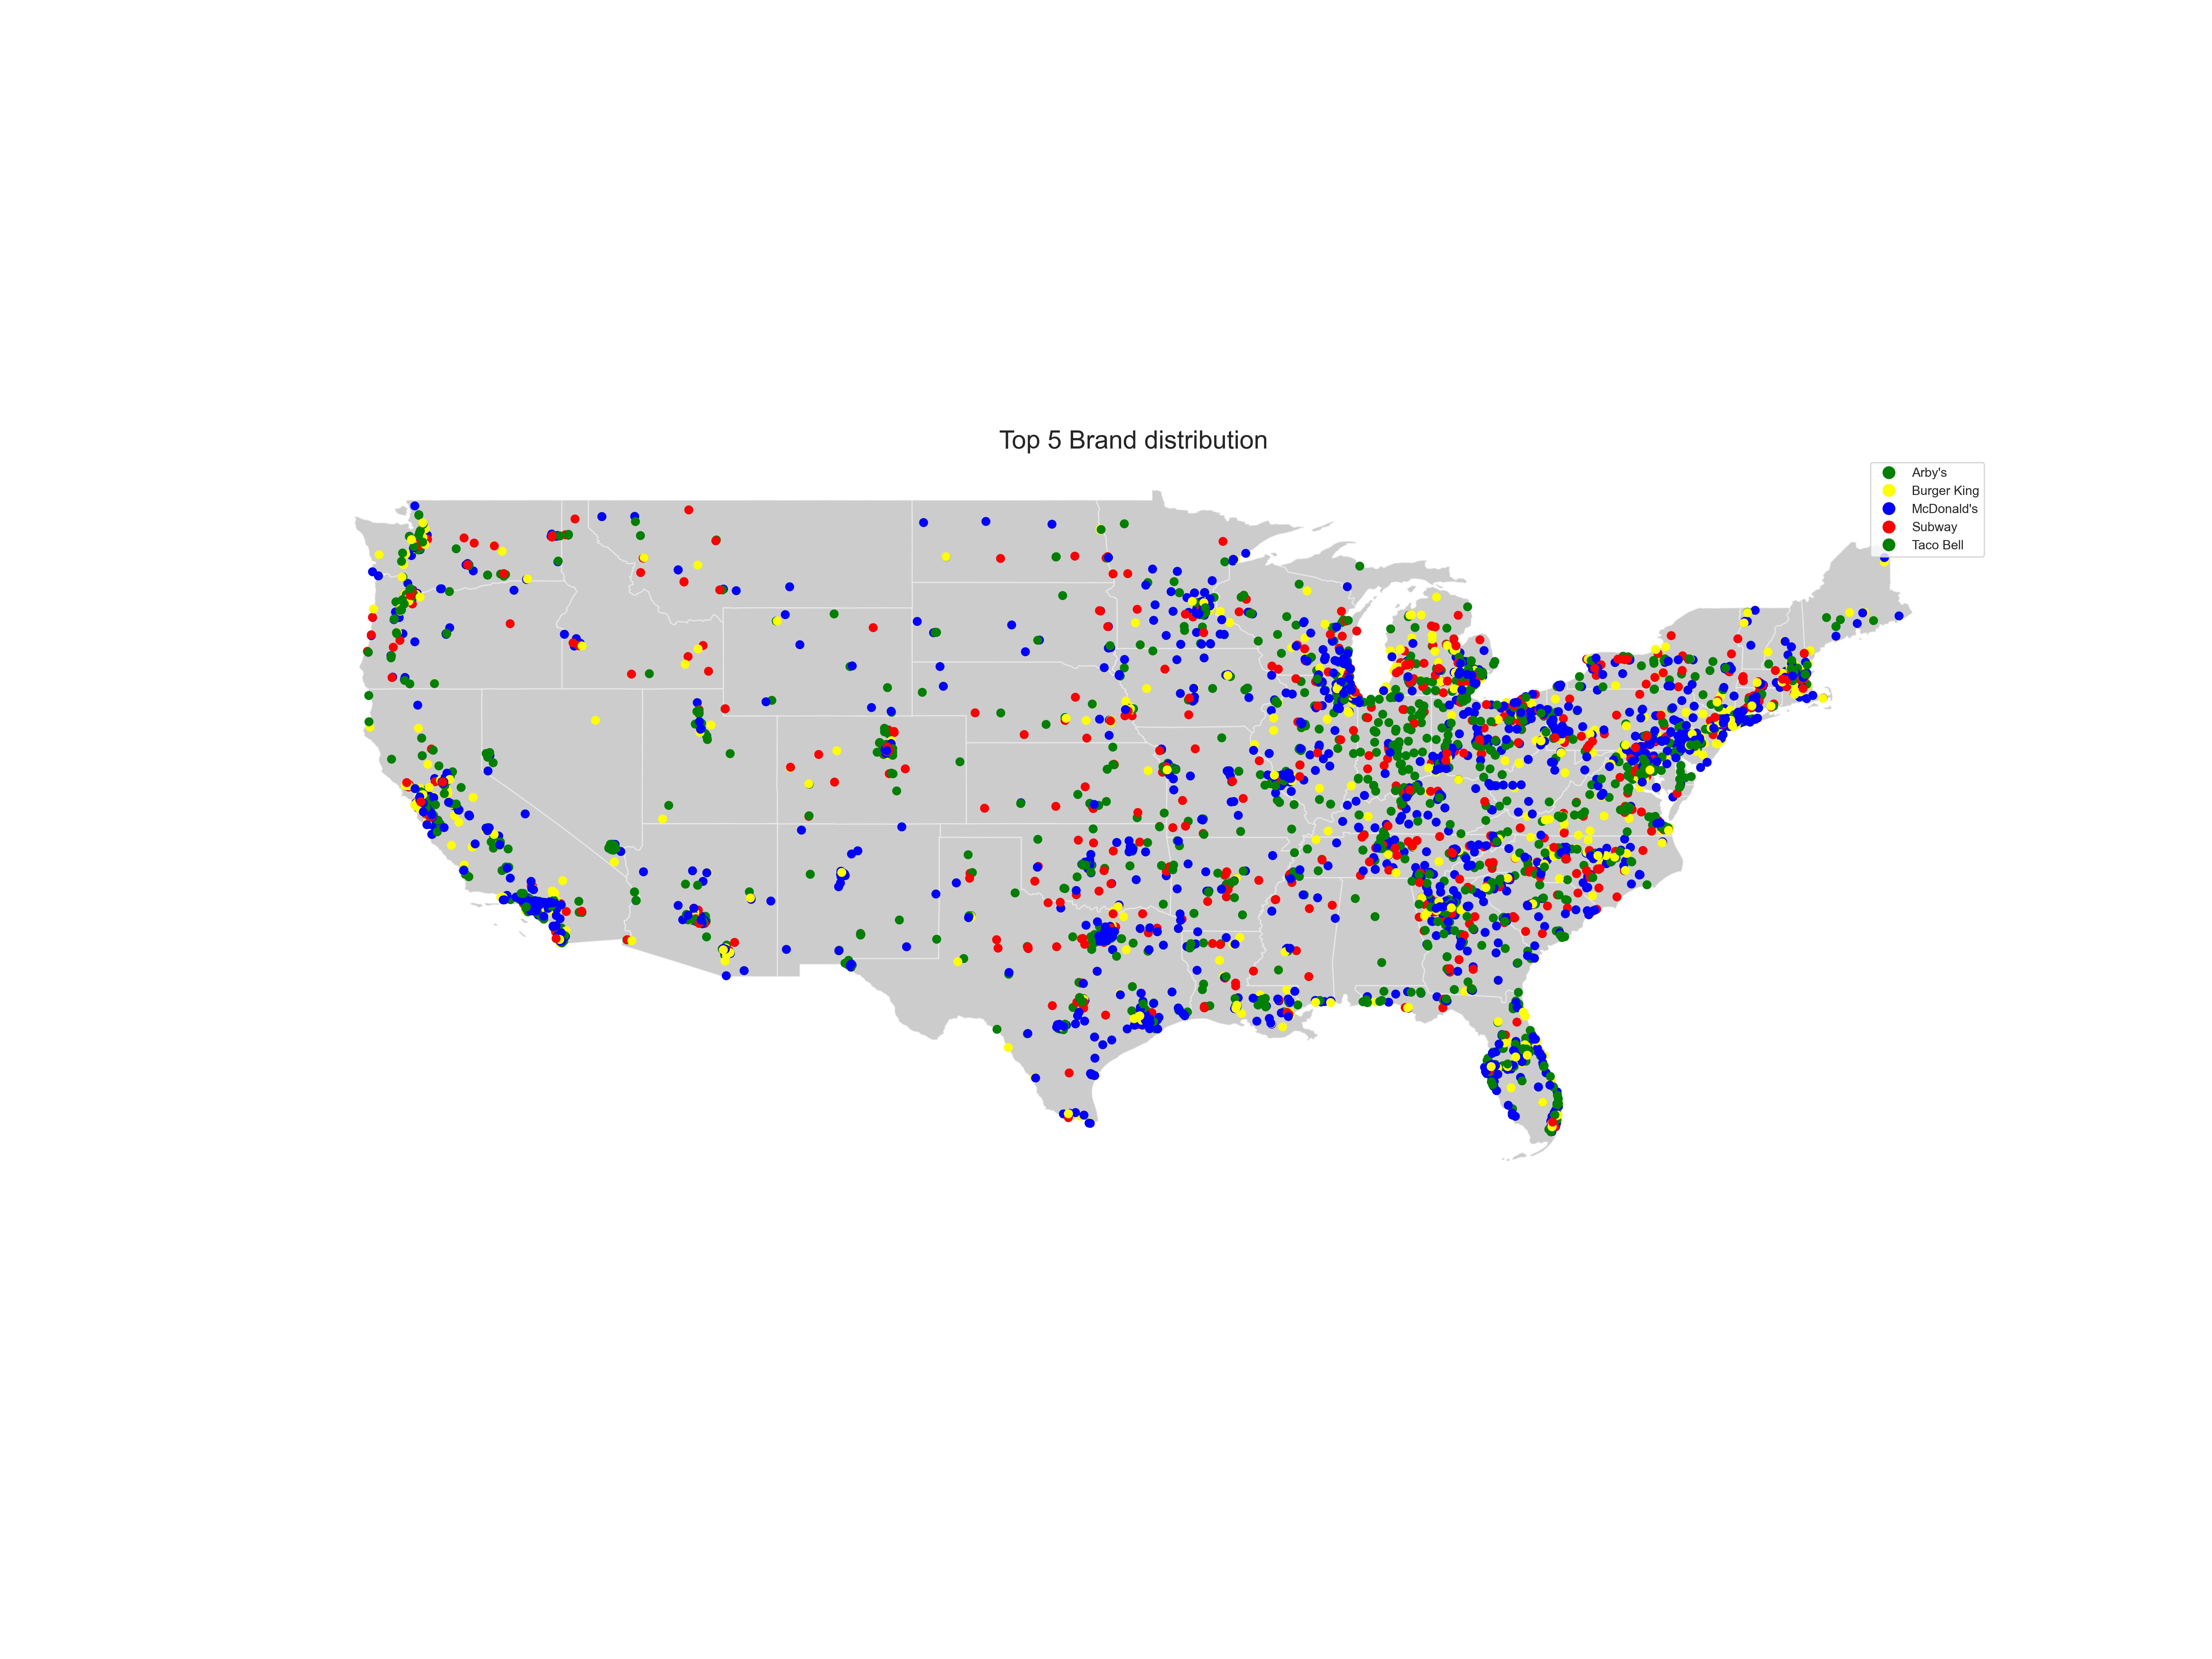 Top 5 Brand distribution
Arby's
Burger King
McDonald's
Subway
Taco Bell